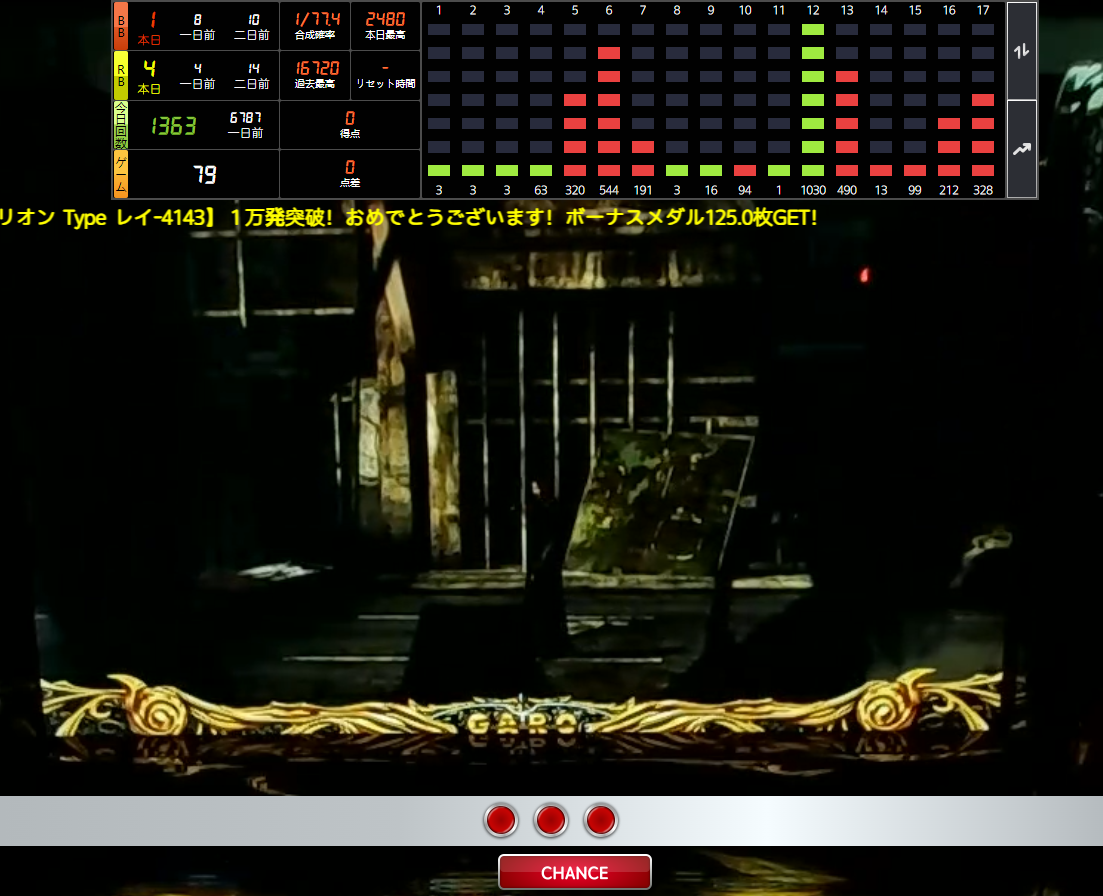 BB 1 8 10 1/77.4 2480
本日 一日前 二日前 合成確率 本日最高
RB 4 4 14 16720 -
本日 一日前 二日前 過去最高 リセット時間
今日回数 1363 6787 0
一日前 得点
ゲーム 79 0
点差
1 2 3 4 5 6 7 8 9 10 11 12 13 14 15 16 17
3 3 3 63 320 544 191 3 16 94 1 1030 490 13 99 212 328
リオン Type レイ-4143】１万発突破！おめでとうございます！ボーナスメダル125.0枚GET!
GARO
CHANCE